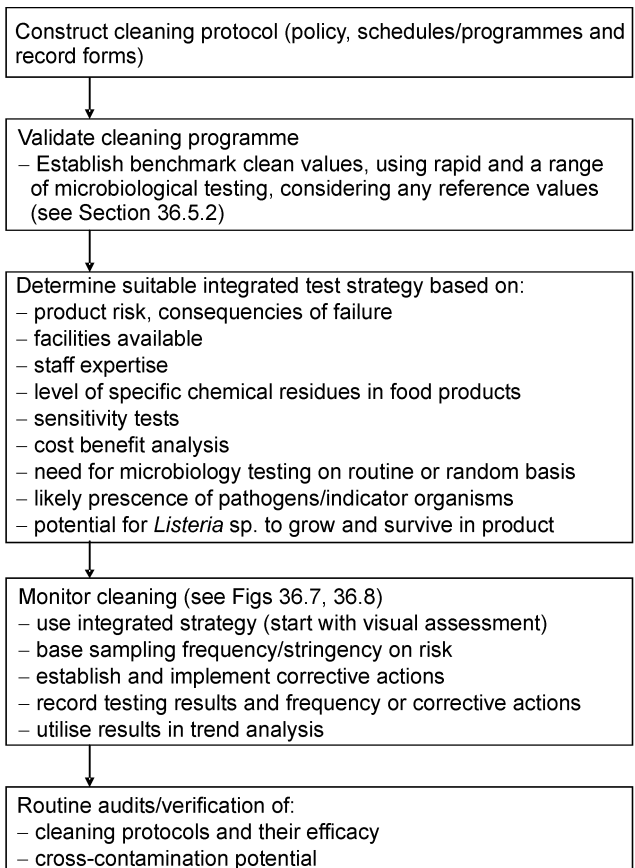 Construct cleaning protocol (policy, schedules/programmes and
record forms)
Validate cleaning programme
– Establish benchmark clean values, using rapid and a range
of microbiological testing, considering any reference values
(see Section 36.5.2)
Determine suitable integrated test strategy based on:
– product risk, consequencies of failure
– facilities available
– staff expertise
– level of specific chemical residues in food products
– sensitivity tests
– cost benefit analysis
– need for microbiology testing on routine or random basis
– likely prescence of pathogens/indicator organisms
– potential for Listeria sp. to grow and survive in product
Monitor cleaning (see Figs 36.7, 36.8)
– use integrated strategy (start with visual assessment)
– base sampling frequency/stringency on risk
– establish and implement corrective actions
– record testing results and frequency or corrective actions
– utilise results in trend analysis
Routine audits/verification of:
– cleaning protocols and their efficacy
– cross-contamination potential